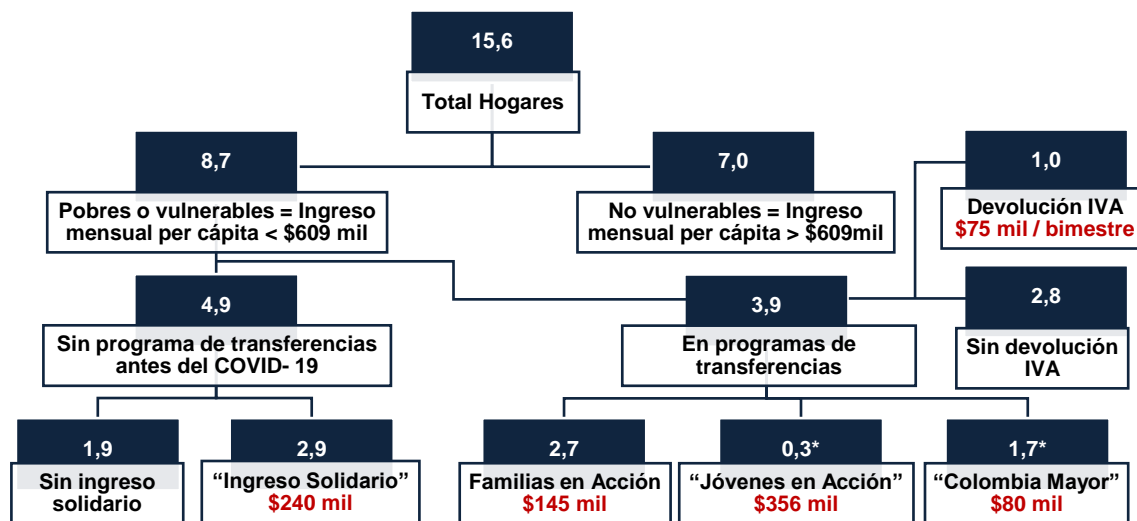 15,6
Total Hogares
8,7
Pobres o vulnerables = Ingreso
mensual per cápita < $609 mil
7,0
No vulnerables = Ingreso
mensual per cápita > $609mil
1,0
Devolución IVA
$75 mil / bimestre
4,9
Sin programa de transferencias
antes del COVID- 19
3,9
En programas de
transferencias
2,8
Sin devolución
IVA
1,9
Sin ingreso
solidario
2,9
“Ingreso Solidario”
$240 mil
2,7
Familias en Acción
$145 mil
0,3*
“Jóvenes en Acción”
$356 mil
1,7*
“Colombia Mayor”
$80 mil